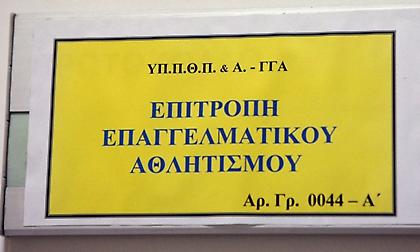 ΥΠ.Π.Θ.Π. & Α. - ΓΓΑ
ΕΠΙΤΡΟΠΗ
ΕΠΑΓΓΕΛΜΑΤΙΚΟΥ
ΑΘΛΗΤΙΣΜΟΥ
Αρ. Γρ. 0044 – Α΄